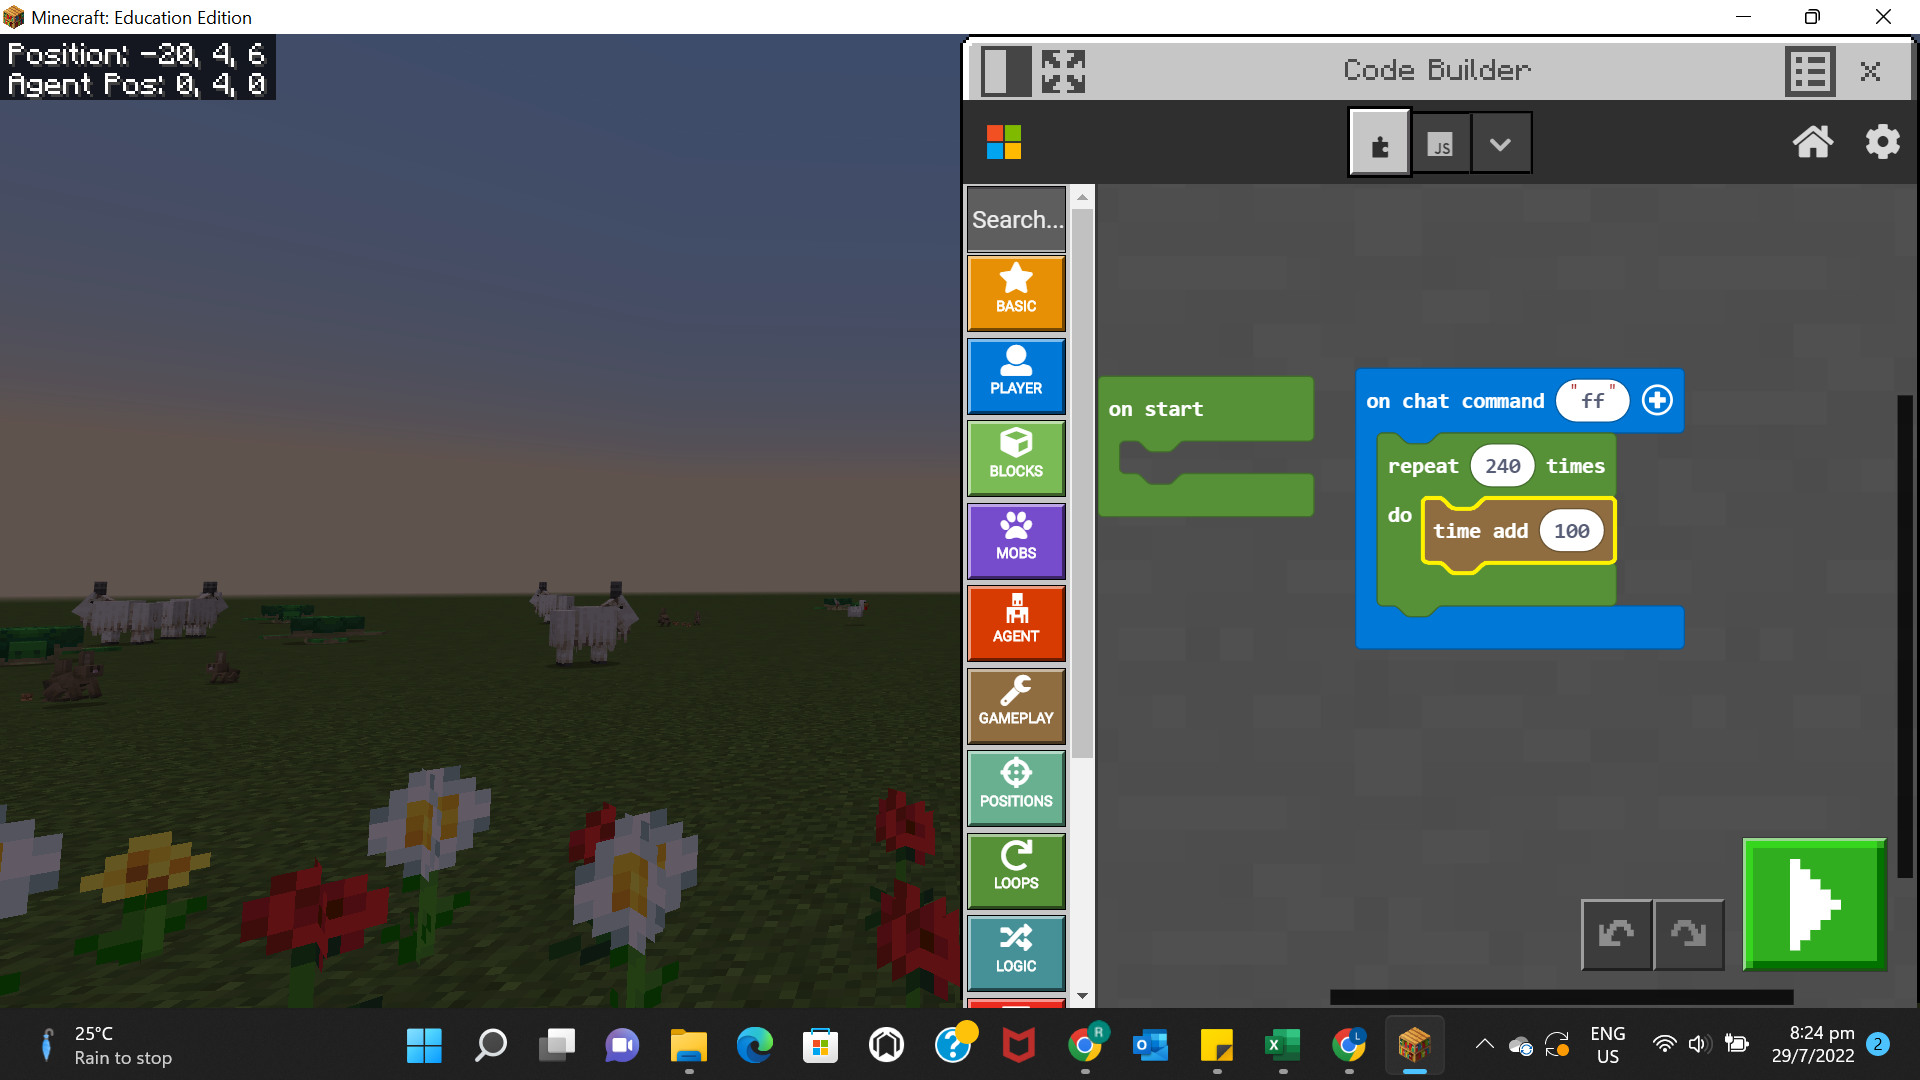 Minecraft: Education Edition
Position: -20, 4, 6
Agent Pos: 0, 4, 0
Code Builder
JS
Search...
BASIC
PLAYER
BLOCKS
MOBS
AGENT
GAMEPLAY
POSITIONS
LOOPS
LOGIC
on start
on chat command "ff"
repeat 240 times
do
time add 100
25°C
Rain to stop
R
L
ENG
US
8:24 pm
29/7/2022
2